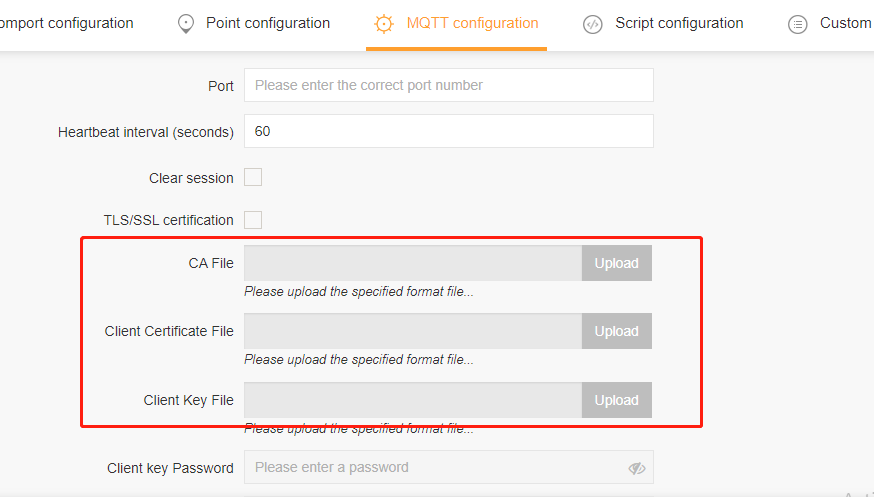 omport configuration Point configuration MQTT configuration Script configuration Custom
Port Please enter the correct port number
Heartbeat interval (seconds) 60
Clear session
TLS/SSL certification
CA File Upload
Please upload the specified format file...
Client Certificate File Upload
Please upload the specified format file...
Client Key File Upload
Please upload the specified format file...
Client key Password Please enter a password